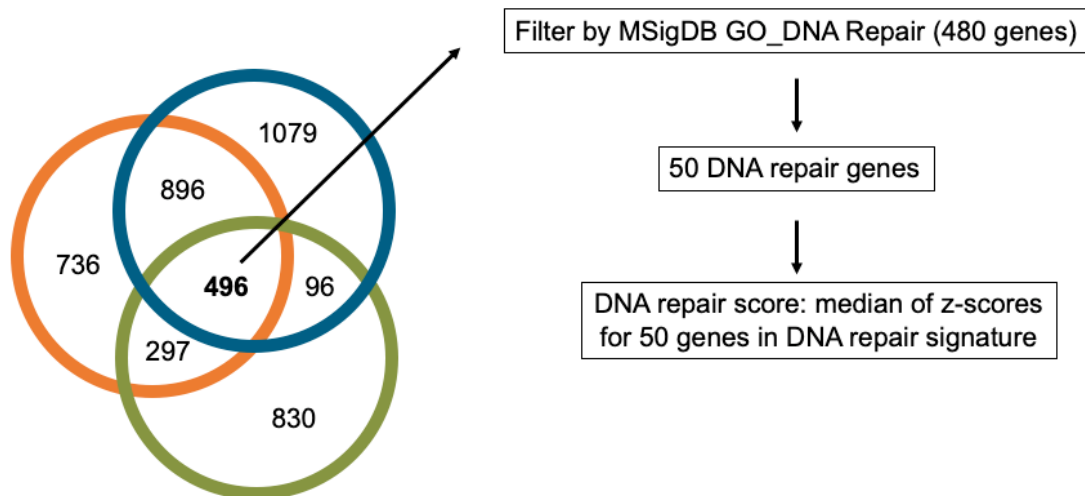 Filter by MSigDB GO_DNA Repair (480 genes)
1079
896
50 DNA repair genes
736
496
96
DNA repair score: median of z-scores
for 50 genes in DNA repair signature
297
830